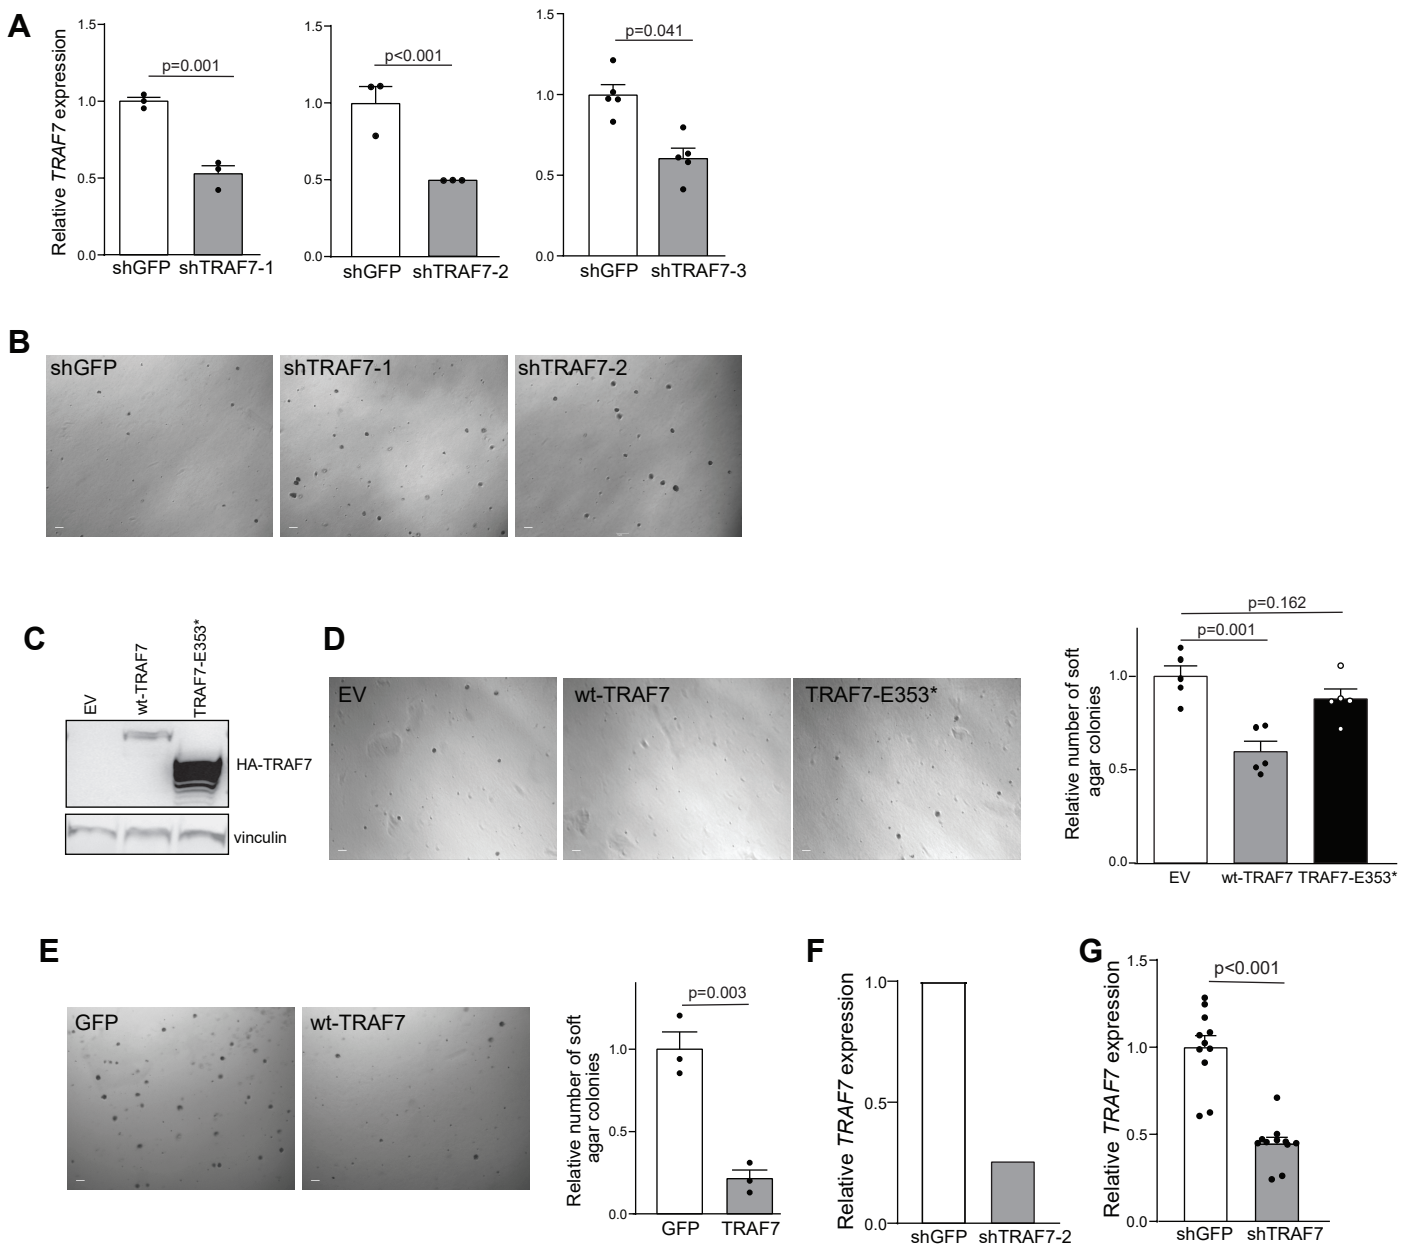 A
Relative TRAF7 expression
1.5
1.0
0.5
0.0
p=0.001
shGFP shTRAF7-1
1.5
1.0
0.5
0.0
p<0.001
shGFP shTRAF7-2
1.5
1.0
0.5
0.0
p=0.041
shGFP shTRAF7-3
B
shGFP
shTRAF7-1
shTRAF7-2
C
EV
wt-TRAF7
TRAF7-E353*
HA-TRAF7
vinculin
D
EV
wt-TRAF7
TRAF7-E353*
Relative number of soft
agar colonies
1.0
0.5
0.0
p=0.162
p=0.001
EV wt-TRAF7 TRAF7-E353*
E
GFP
wt-TRAF7
Relative number of soft
agar colonies
1.0
0.5
0.0
p=0.003
GFP TRAF7
F
Relative TRAF7 expression
1.0
0.5
0.0
shGFP shTRAF7-2
G
Relative TRAF7 expression
1.5
1.0
0.5
0.0
p<0.001
shGFP shTRAF7